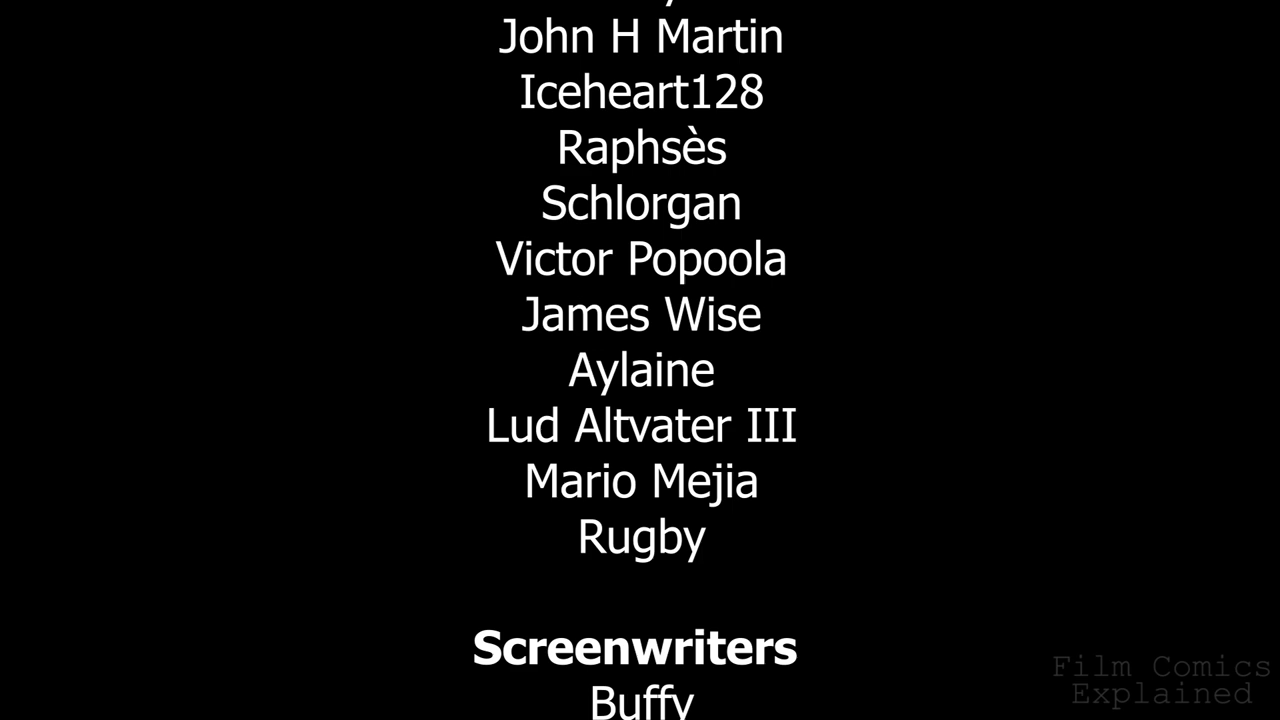 John H Martin
Iceheart128
Raphsès
Schlorgan
Victor Popoola
James Wise
Aylaine
Lud Altvater III
Mario Mejia
Rugby
Screenwriters
Buffy
Film Comics
Explained